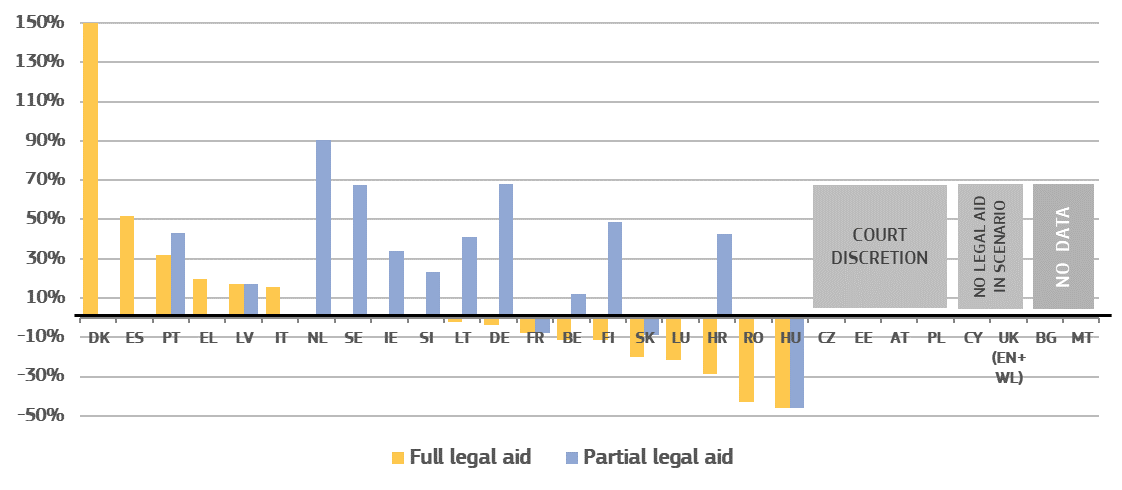 150%
130%
110%
90%
70%
50%
30%
10%
-10%
-30%
-50%
COURT
DISCRETION
NO LEGAL AID
IN SCENARIO
NO DATA
DK ES PT EL LV IT NL SE IE SI LT DE FR BE FI SK LU HR RO HU CZ EE AT PL CY UK BG MT
(EN+
WL)
Full legal aid Partial legal aid